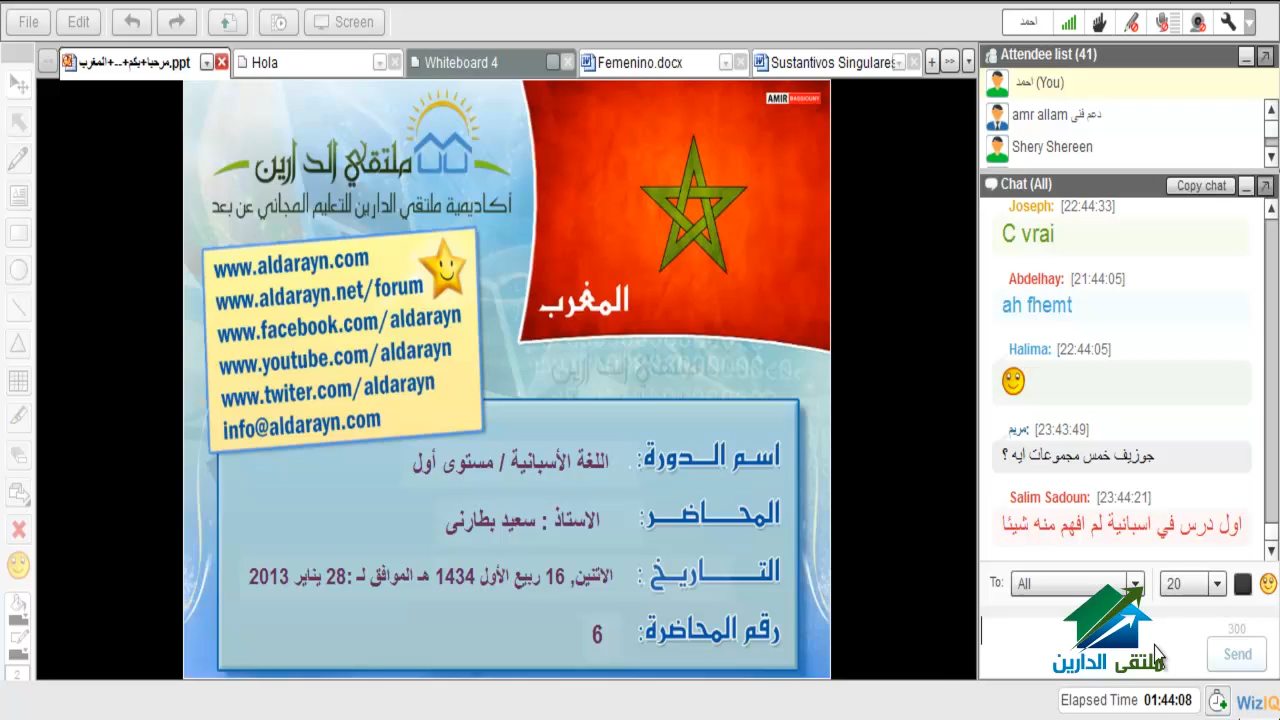 File
Edit
Screen
احمد
مرحبا+بكم+--+المغرب.ppt
Hola
Whiteboard 4
Femenino.docx
Sustantivos Singulares
>>
ملتقي الدارين
أكاديمية ملتقي الدارين للتعليم المجاني عن بعد
www.aldarayn.com
www.aldarayn.net/forum
www.facebook.com/aldarayn
www.youtube.com/aldarayn
www.twiter.com/aldarayn
info@aldarayn.com
AMIR BASSIOUNY
المغرب
اسم الدورة: اللغة الأسبانية / مستوى أول
المحاضر: الاستاذ : سعيد بطارنى
التاريخ : الاثنين, 16 ربيع الأول 1434 هـ الموافق لـ :28 يناير 2013
رقم المحاضرة: 6
Attendee list (41)
احمد (You)
amr allam دعم فنى
Shery Shereen
Chat (All)
Copy chat
Joseph: [22:44:33]
C vrai
Abdelhay: [21:44:05]
ah fhemt
Halima: [22:44:05]
مريم: [23:43:49]
جوزيف خمس مجموعات ايه ؟
Salim Sadoun: [23:44:21]
اول درس في اسبانية لم افهم منه شيئا
To: All
20
300
Send
ملتقى الدارين
2
Elapsed Time 01:44:08
WizIQ